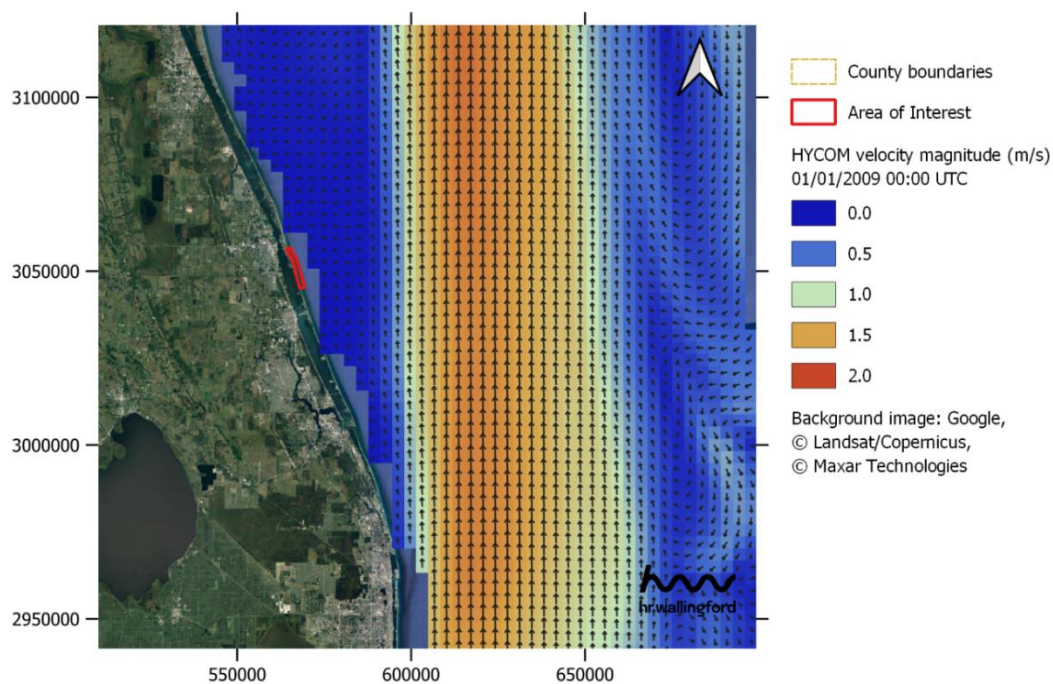 3100000
3050000
3000000
2950000
550000
600000
650000
hr.wallingford
County boundaries
Area of Interest
HYCOM velocity magnitude (m/s)
01/01/2009 00:00 UTC
0.0
0.5
1.0
1.5
2.0
Background image: Google,
© Landsat/Copernicus,
© Maxar Technologies